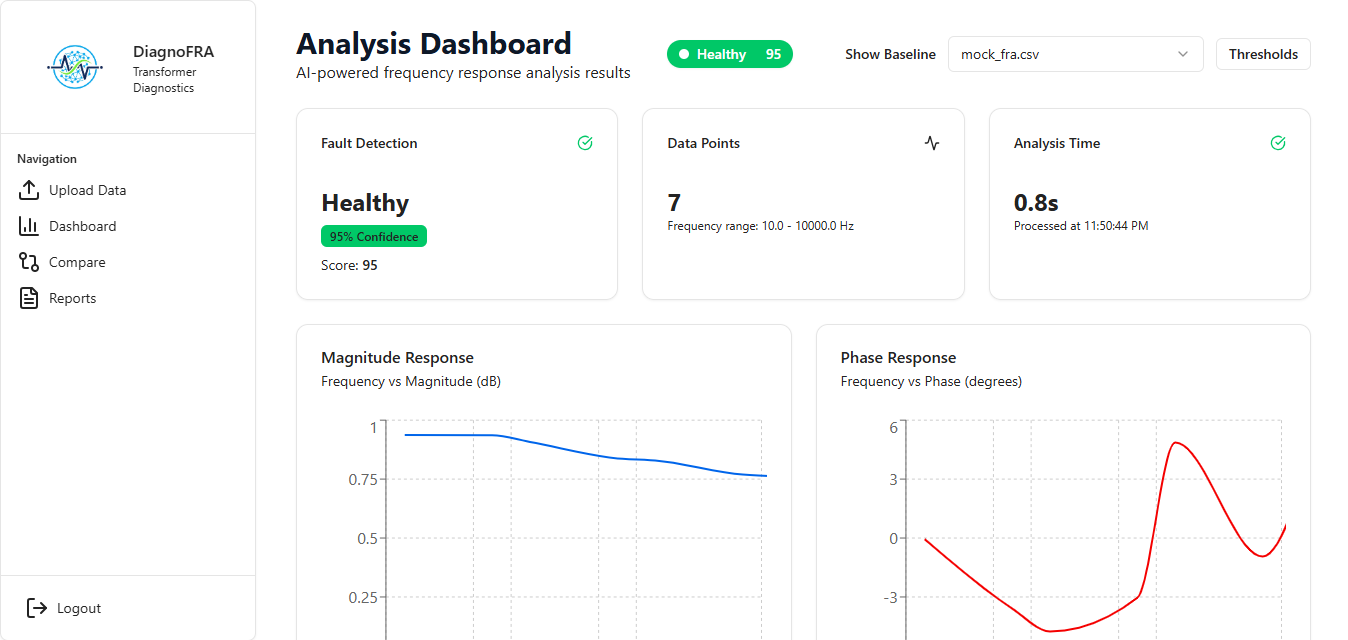 DiagnoFRA
Transformer
Diagnostics
Navigation
Upload Data
Dashboard
Compare
Reports
Logout
Analysis Dashboard
AI-powered frequency response analysis results
Healthy 95
Show Baseline
mock_fra.csv
Thresholds
Fault Detection
Healthy
95% Confidence
Score: 95
Data Points
7
Frequency range: 10.0 - 10000.0 Hz
Analysis Time
0.8s
Processed at 11:50:44 PM
Magnitude Response
Frequency vs Magnitude (dB)
1
0.75
0.5
0.25
Phase Response
Frequency vs Phase (degrees)
6
3
0
-3